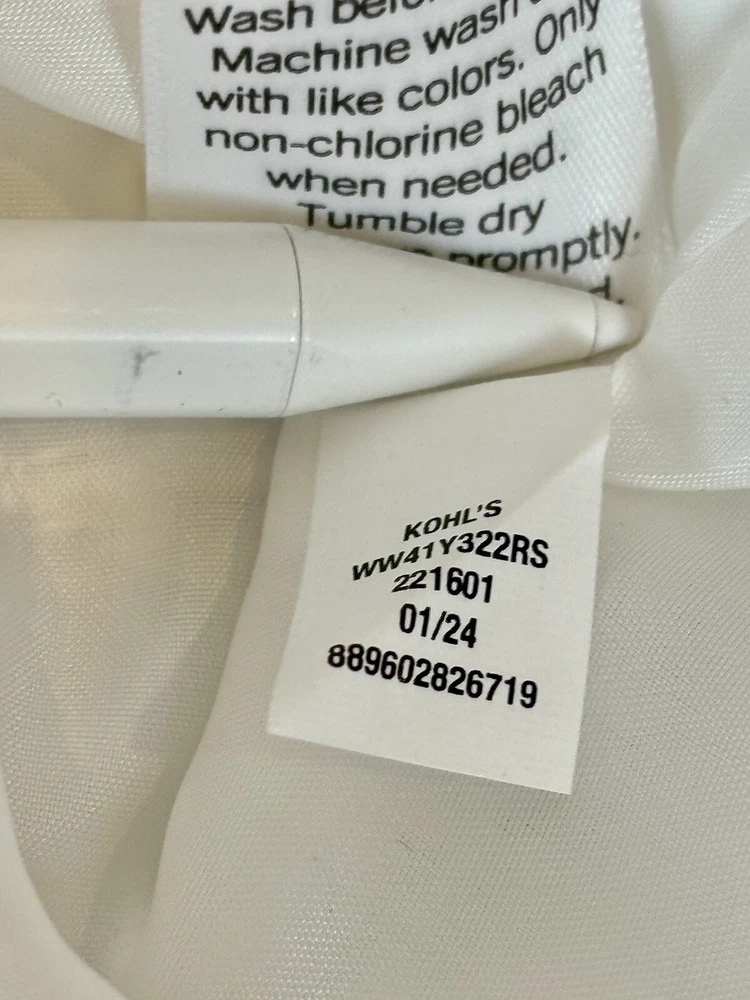 Wash
Machine wash
with like colors. Only
non-chlorine bleach
when needed.
Tumble dry
promptly.
KOHL'S
WW41Y322RS
221601
01/24
889602826719